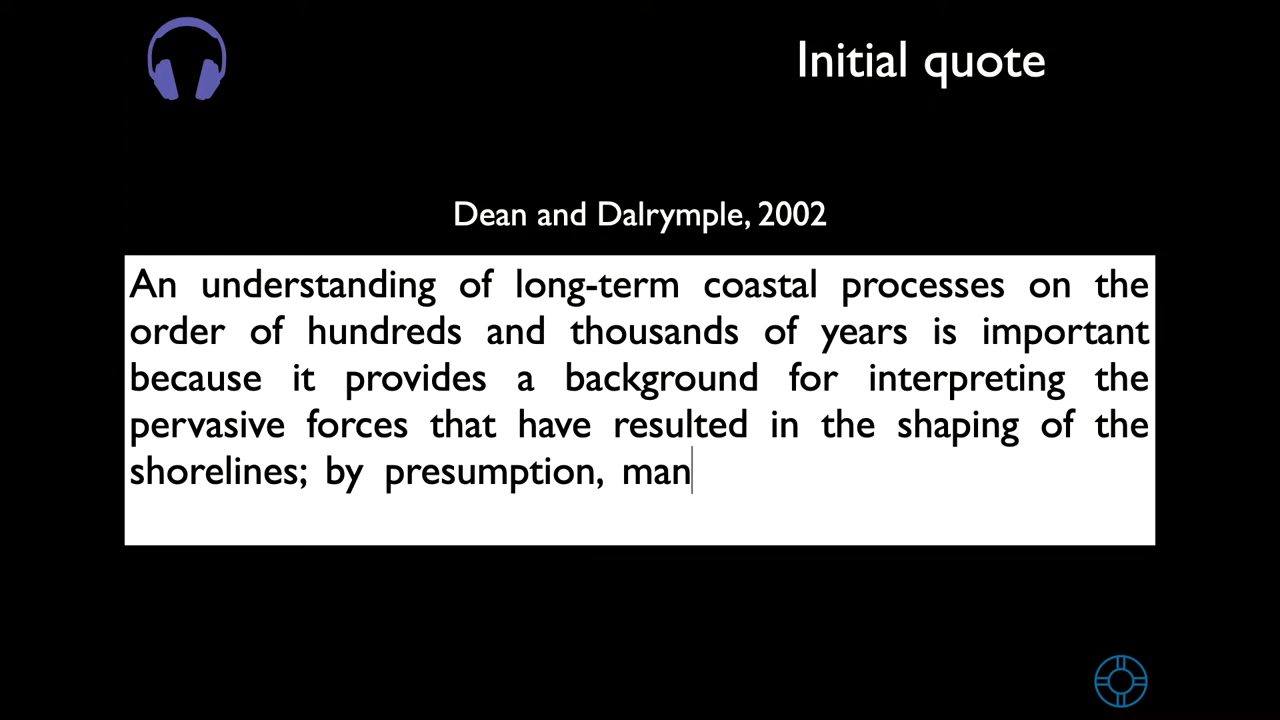 Initial quote
Dean and Dalrymple, 2002
An understanding of long-term coastal processes on the
order of hundreds and thousands of years is important
because it provides a background for interpreting the
pervasive forces that have resulted in the shaping of the
shorelines; by presumption, man